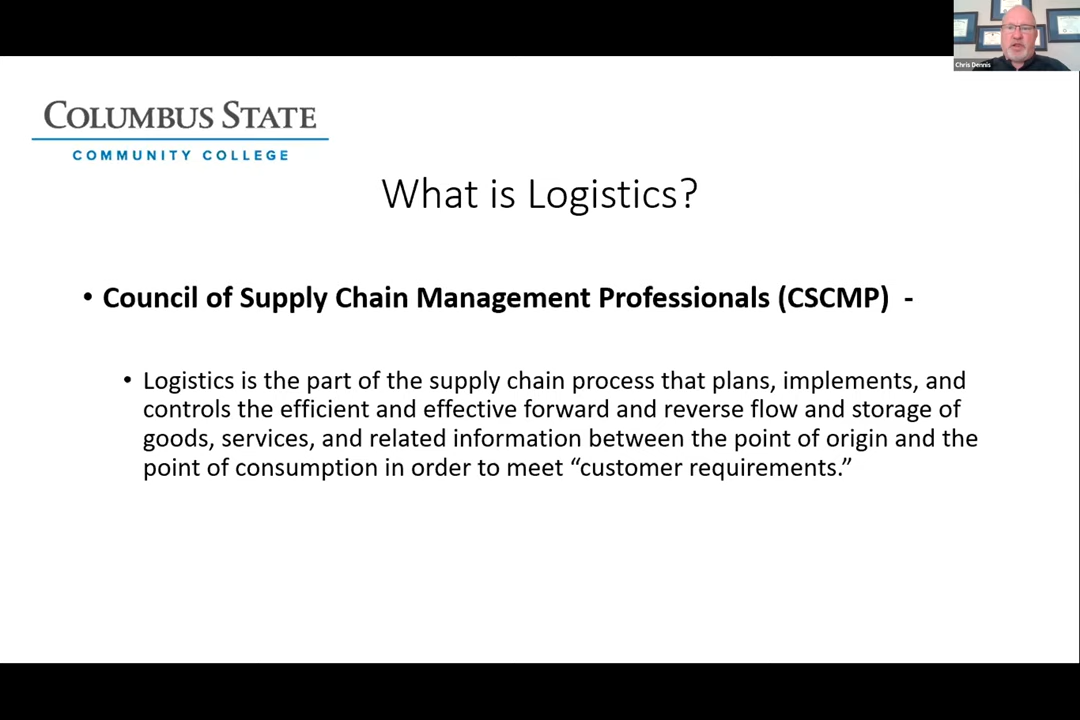 Chris Dennis
COLUMBUS STATE
COMMUNITY COLLEGE
What is Logistics?
• Council of Supply Chain Management Professionals (CSCMP) -
• Logistics is the part of the supply chain process that plans, implements, and
controls the efficient and effective forward and reverse flow and storage of
goods, services, and related information between the point of origin and the
point of consumption in order to meet “customer requirements.”